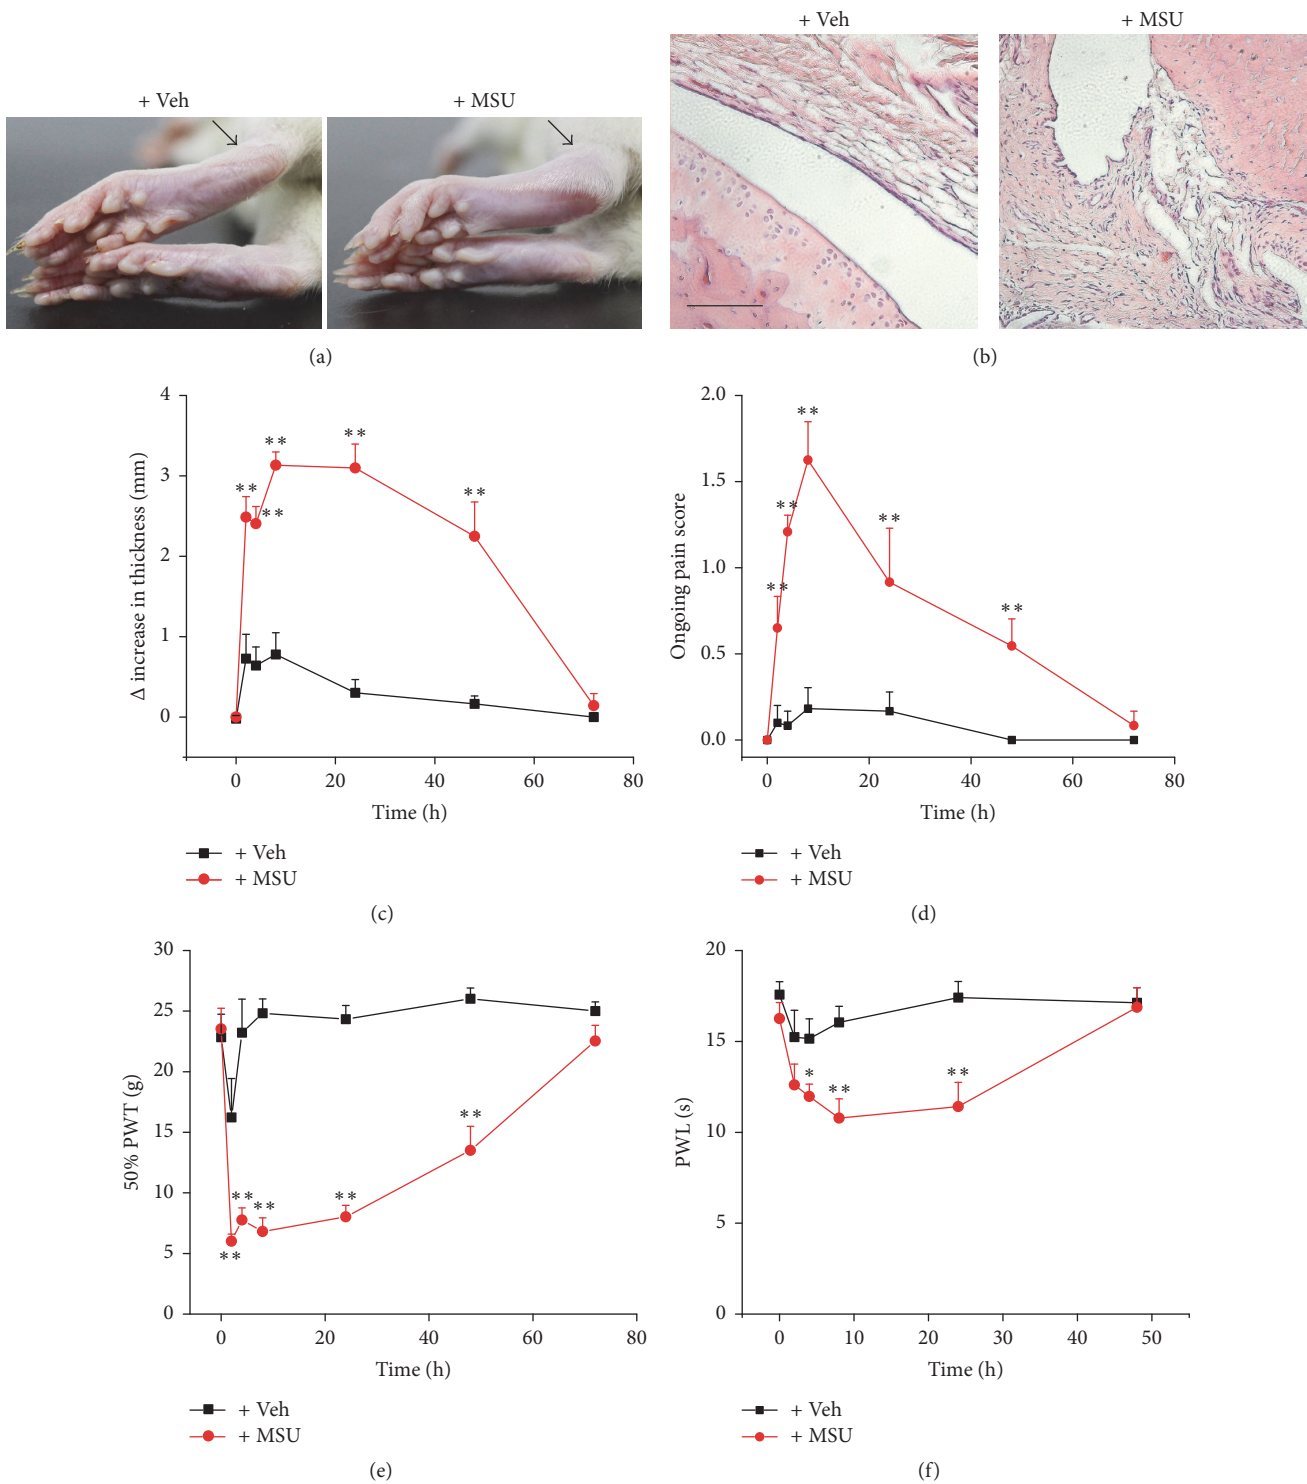 + Veh
+ MSU
+ Veh
+ MSU
(a)
(b)
Δ increase in thickness (mm)
4
3
2
1
0
**
**
**
**
**
0
20
40
60
80
Time (h)
+ Veh
+ MSU
(c)
Ongoing pain score
2.0
1.5
1.0
0.5
0.0
**
**
**
**
**
0
20
40
60
80
Time (h)
+ Veh
+ MSU
(d)
50% PWT (g)
30
25
20
15
10
5
0
**
**
**
**
**
0
20
40
60
80
Time (h)
+ Veh
+ MSU
(e)
PWL (s)
20
15
10
5
0
*
**
**
0
10
20
30
40
50
Time (h)
+ Veh
+ MSU
(f)